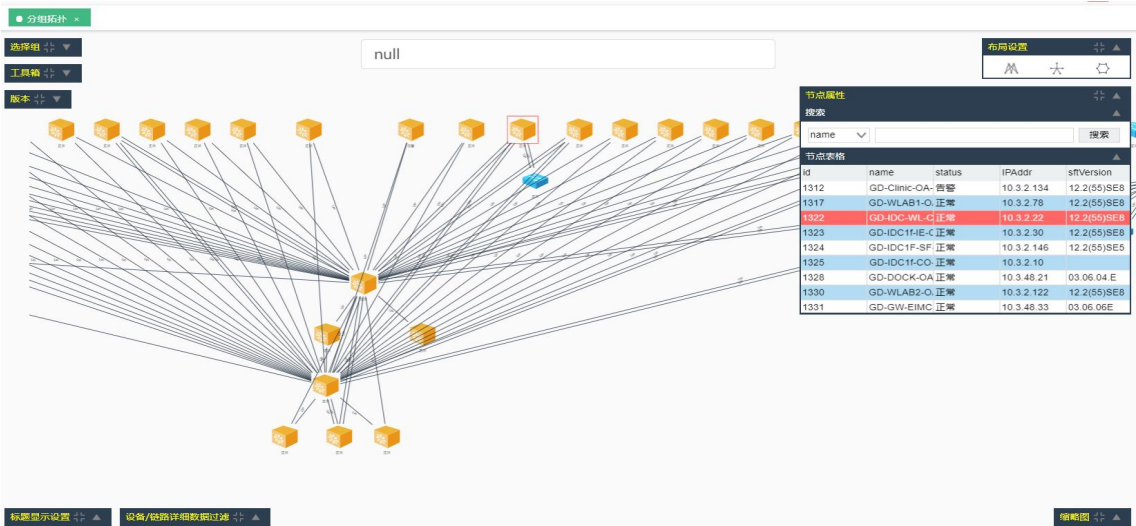 分组拓扑 ×
选择组
null
布局设置
工具箱
版本
节点属性
搜索
name 搜索
节点表格
id name status IPAddr sftVersion
1312 GD-Clinic-OA- 告警 10.3.2.134 12.2(55)SE8
1317 GD-WLAB1-O 正常 10.3.2.78 12.2(55)SE8
1322 GD-IDC-WL-C 正常 10.3.2.22 12.2(55)SE8
1323 GD-IDC1f-IE-C 正常 10.3.2.30 12.2(55)SE8
1324 GD-IDC1F-SF 正常 10.3.2.146 12.2(55)SE5
1325 GD-IDC1f-CO- 正常 10.3.2.10
1328 GD-DOCK-OA 正常 10.3.48.21 03.06.04.E
1330 GD-WLAB2-O 正常 10.3.2.122 12.2(55)SE8
1331 GD-GW-EIMC 正常 10.3.48.33 03.06.06E
标题显示设置
设备/链路详细数据过滤
缩略图